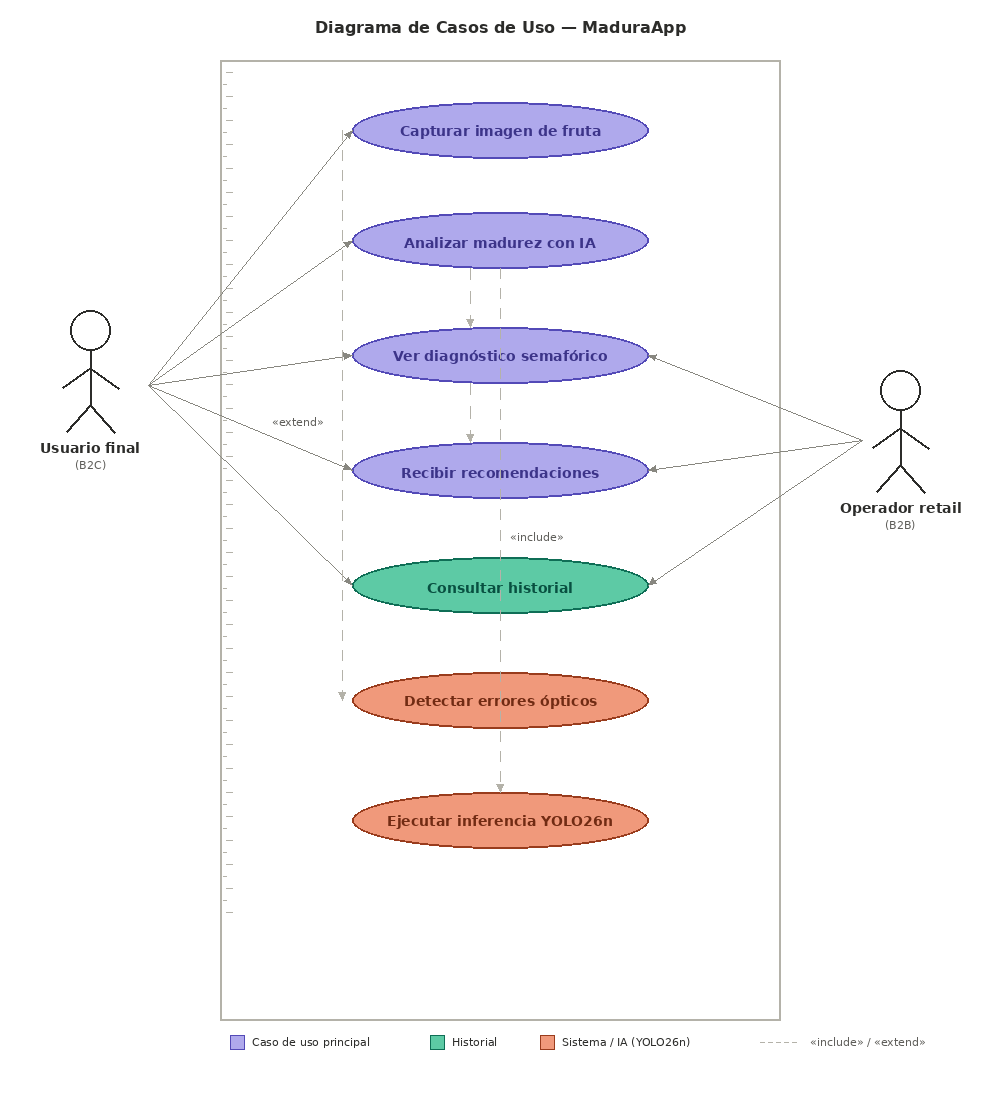 Diagrama de Casos de Uso — MaduraApp
Capturar imagen de fruta
Analizar madurez con IA
Ver diagnóstico semafórico
«extend»
Usuario final
(B2C)
Recibir recomendaciones
Operador retail
(B2B)
«include»
Consultar historial
Detectar errores ópticos
Ejecutar inferencia YOLO26n
Caso de uso principal
Historial
Sistema / IA (YOLO26n)
«include» / «extend»